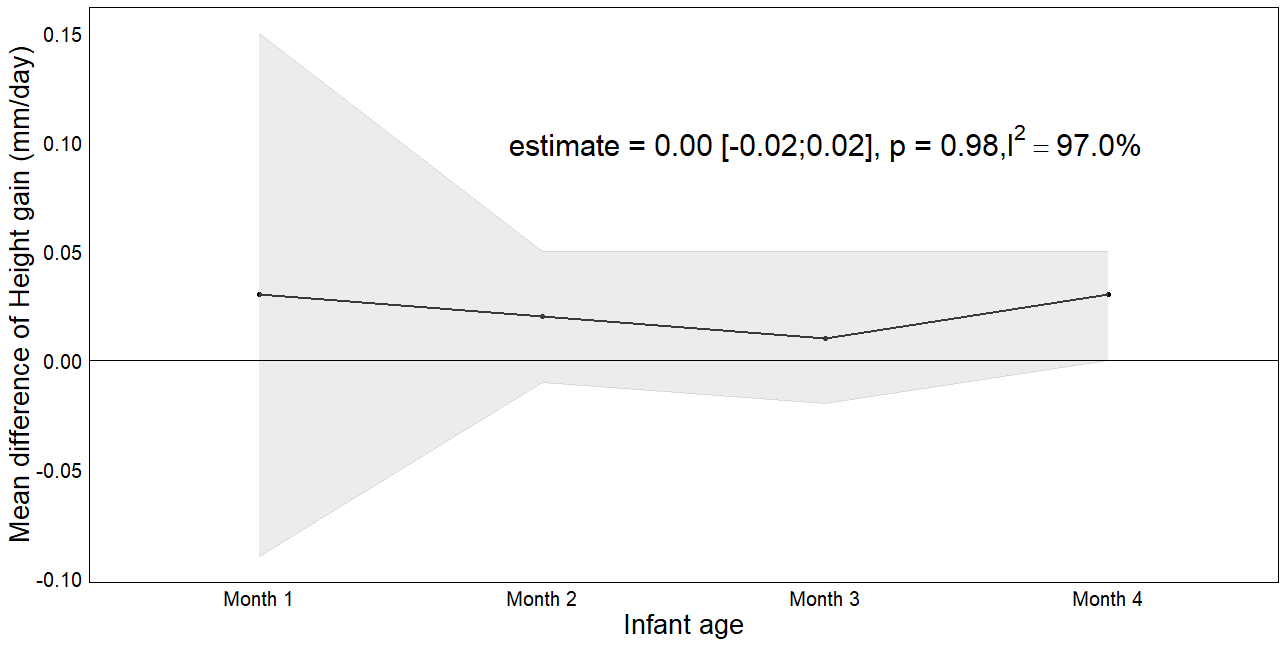 Mean difference of Height gain (mm/day)
0.15
0.10
0.05
0.00
-0.05
-0.10
estimate = 0.00 [-0.02;0.02], p = 0.98,I² = 97.0%
Month 1 Month 2 Month 3 Month 4
Infant age